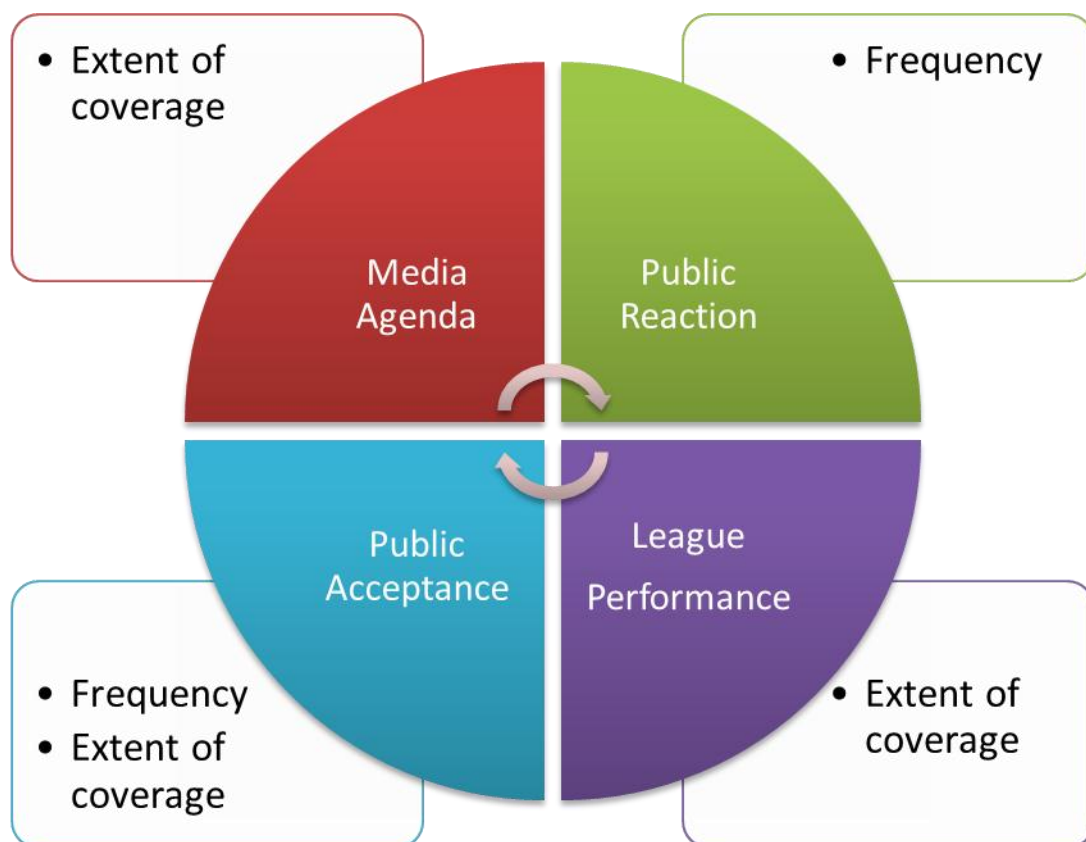 • Extent of
coverage
• Frequency
Media
Agenda
Public
Reaction
Public
Acceptance
League
Performance
• Frequency
• Extent of
coverage
• Extent of
coverage